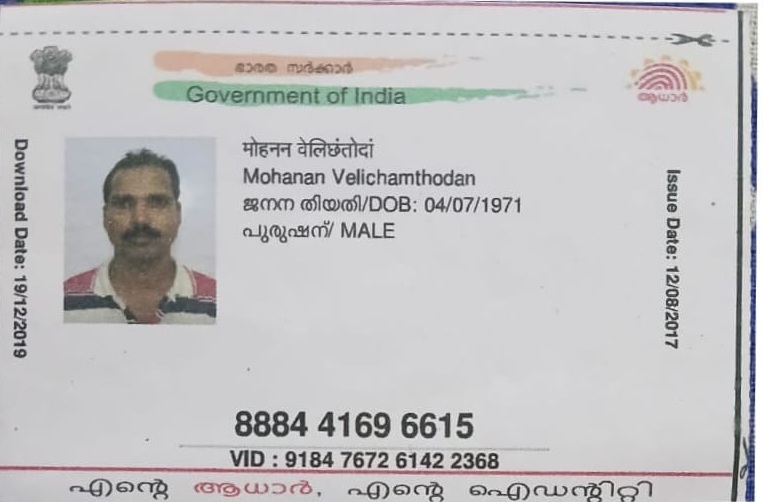 ഭാരത സർക്കാർ
Government of India
ആധാർ
Download Date: 19/12/2019
मोहनन वेलिछंतोदां
Mohanan Velichamthodan
ജനന തിയതി/DOB: 04/07/1971
പുരുഷന്/ MALE
Issue Date: 12/08/2017
8884 4169 6615
VID : 9184 7672 6142 2368
എന്റെ ആധാർ, എന്റെ ഐഡന്റിറ്റി